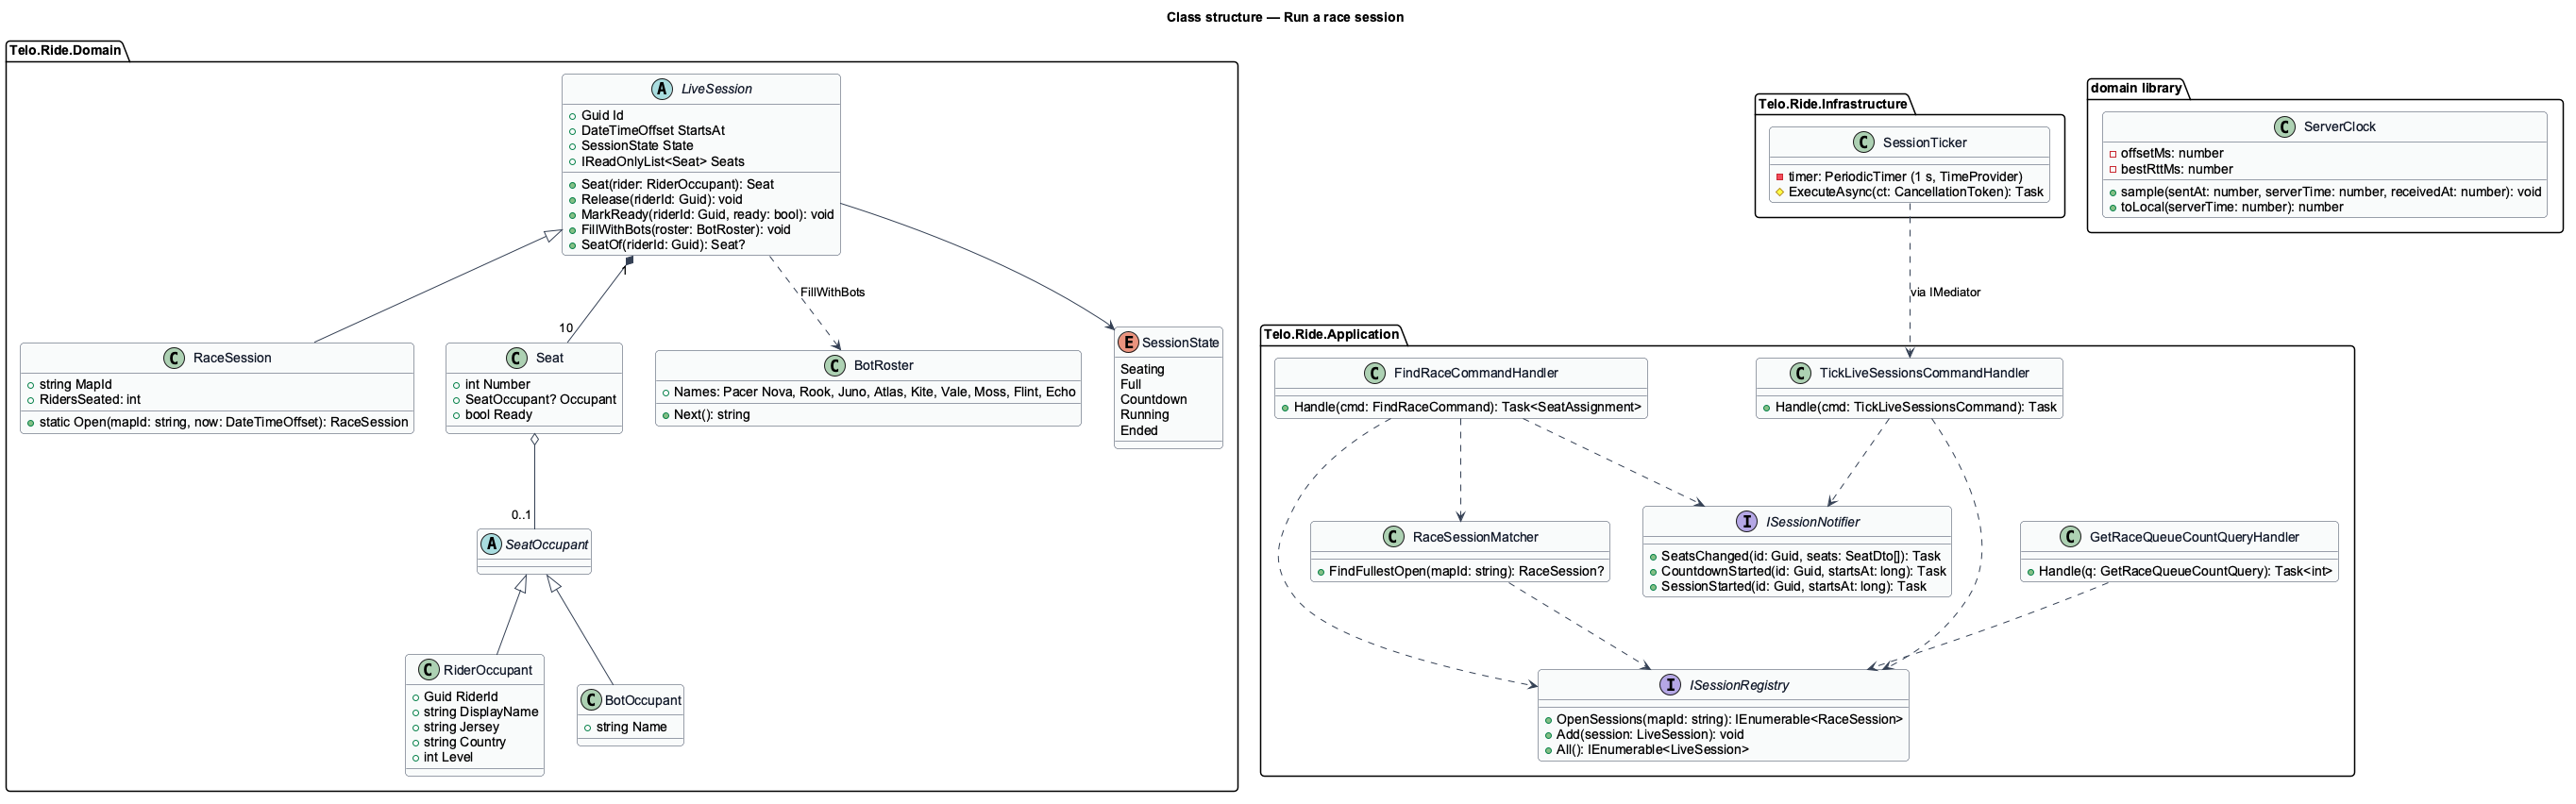 Class structure — Run a race session
Telo.Ride.Domain
A LiveSession
Guid Id
DateTimeOffset StartsAt
SessionState State
IReadOnlyList<Seat> Seats
Seat(rider: RiderOccupant): Seat
Release(riderId: Guid): void
MarkReady(riderId: Guid, ready: bool): void
FillWithBots(roster: BotRoster): void
SeatOf(riderId: Guid): Seat?
1
10
FillWithBots
C RaceSession
string MapId
RidersSeated: int
static Open(mapId: string, now: DateTimeOffset): RaceSession
C Seat
int Number
SeatOccupant? Occupant
bool Ready
C BotRoster
Names: Pacer Nova, Rook, Juno, Atlas, Kite, Vale, Moss, Flint, Echo
Next(): string
E SessionState
Seating
Full
Countdown
Running
Ended
0..1
A SeatOccupant
C RiderOccupant
Guid RiderId
string DisplayName
string Jersey
string Country
int Level
C BotOccupant
string Name
Telo.Ride.Infrastructure
C SessionTicker
timer: PeriodicTimer (1 s, TimeProvider)
ExecuteAsync(ct: CancellationToken): Task
via IMediator
domain library
C ServerClock
offsetMs: number
bestRttMs: number
sample(sentAt: number, serverTime: number, receivedAt: number): void
toLocal(serverTime: number): number
Telo.Ride.Application
C FindRaceCommandHandler
Handle(cmd: FindRaceCommand): Task<SeatAssignment>
C TickLiveSessionsCommandHandler
Handle(cmd: TickLiveSessionsCommand): Task
C RaceSessionMatcher
FindFullestOpen(mapId: string): RaceSession?
I ISessionNotifier
SeatsChanged(id: Guid, seats: SeatDto[]): Task
CountdownStarted(id: Guid, startsAt: long): Task
SessionStarted(id: Guid, startsAt: long): Task
C GetRaceQueueCountQueryHandler
Handle(q: GetRaceQueueCountQuery): Task<int>
I ISessionRegistry
OpenSessions(mapId: string): IEnumerable<RaceSession>
Add(session: LiveSession): void
All(): IEnumerable<LiveSession>